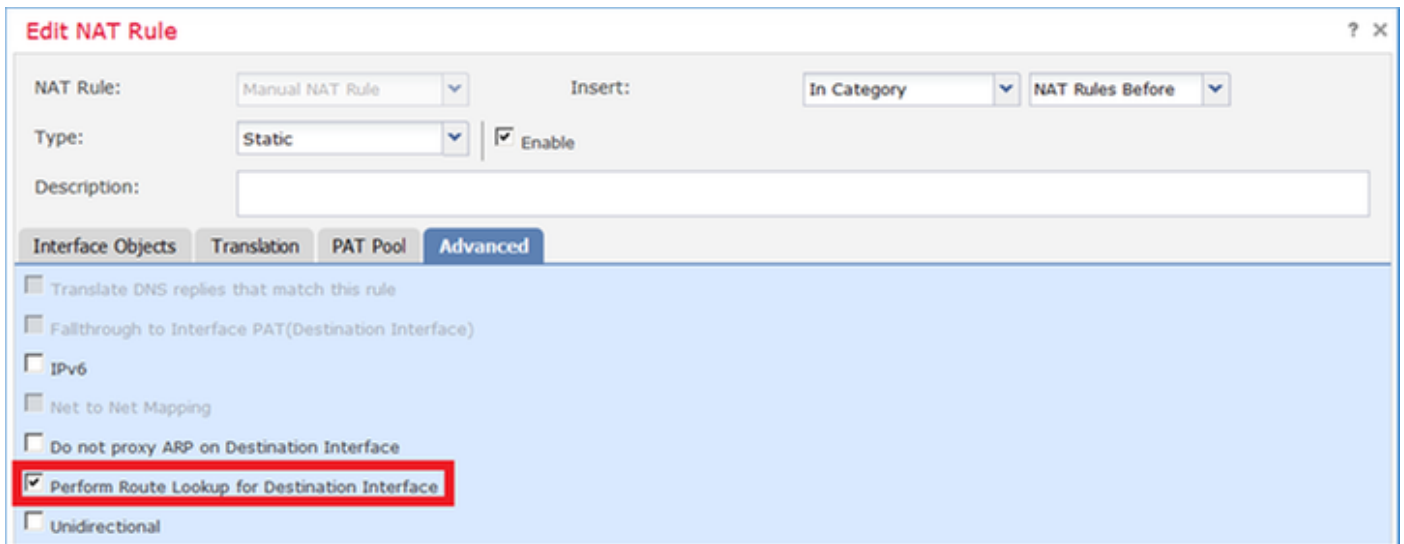 Edit NAT Rule ? ×
NAT Rule: Manual NAT Rule Insert: In Category NAT Rules Before
Type: Static Enable
Description:
Interface Objects Translation PAT Pool Advanced
Translate DNS replies that match this rule
Fallthrough to Interface PAT(Destination Interface)
IPv6
Net to Net Mapping
Do not proxy ARP on Destination Interface
Perform Route Lookup for Destination Interface
Unidirectional